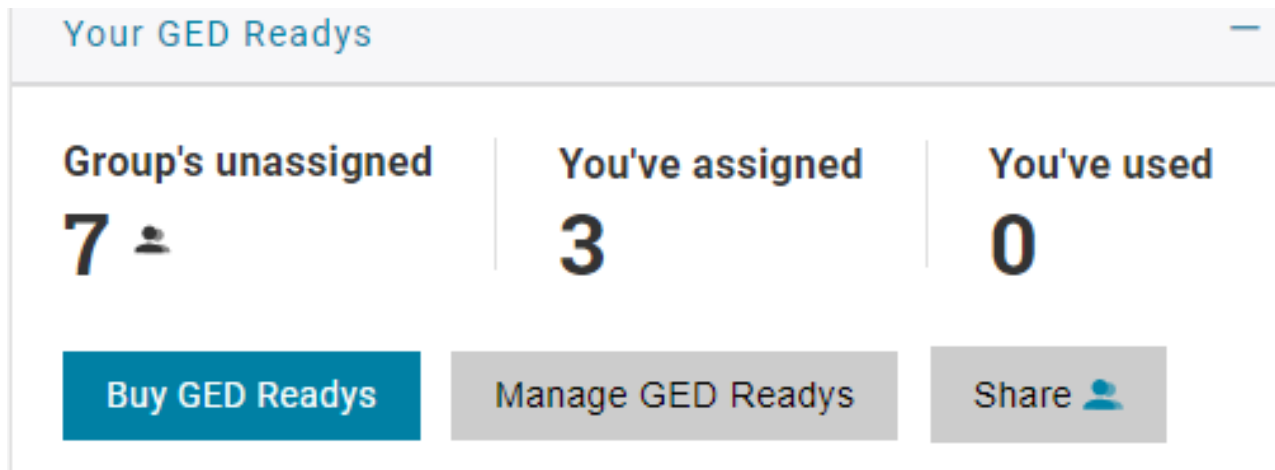 Your GED Readys
Group's unassigned
7
You've assigned
3
You've used
0
Buy GED Readys
Manage GED Readys
Share